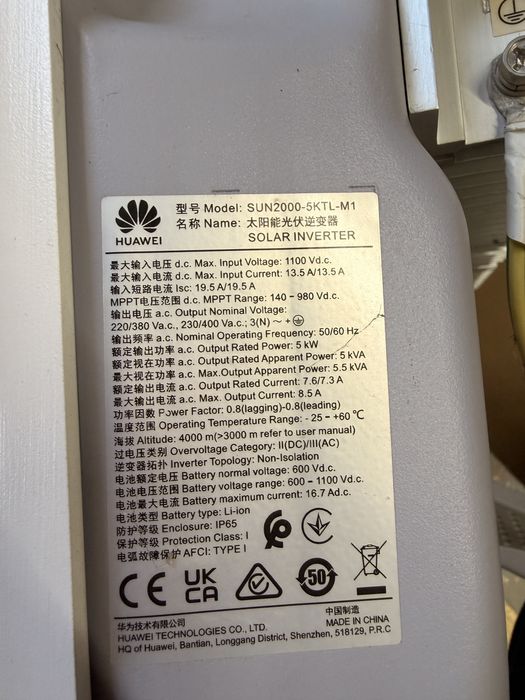 HUAWEI
型号 Model: SUN2000-5KTL-M1
名称 Name: 太阳能光伏逆变器
SOLAR INVERTER
最大输入电压 d.c. Max. Input Voltage: 1100 Vd.c.
最大输入电流 d.c. Max. Input Current: 13.5 A/13.5 A
输入短路电流 Isc: 19.5 A/19.5 A
MPPT电压范围 d.c. MPPT Range: 140 - 980 Vd.c.
输出电压 a.c. Output Nominal Voltage:
220/380 Va.c., 230/400 Va.c.; 3(N) ~ +
输出频率 a.c. Nominal Operating Frequency: 50/60 Hz
额定输出功率 a.c. Output Rated Power: 5 kW
额定视在功率 a.c. Output Rated Apparent Power: 5 kVA
最大视在功率 a.c. Max.Output Apparent Power: 5.5 kVA
额定输出电流 a.c. Output Rated Current: 7.6/7.3 A
最大输出电流 a.c. Max. Output Current: 8.5 A
功率因数 Power Factor: 0.8(lagging)-0.8(leading)
温度范围 Operating Temperature Range: - 25 - +60 ℃
海拔 Altitude: 4000 m(>3000 m refer to user manual)
过电压类别 Overvoltage Category: II(DC)/III(AC)
逆变器拓扑 Inverter Topology: Non-Isolation
电池额定电压 Battery normal voltage: 600 Vd.c.
电池电压范围 Battery voltage range: 600 - 1100 Vd.c.
电池最大电流 Battery maximum current: 16.7 Ad.c.
电池类型 Battery type: Li-ion
防护等级 Enclosure: IP65
保护等级 Protection Class: I
电弧故障保护 AFCI: TYPE I
CE UK CA 50
华为技术有限公司 中国制造
HUAWEI TECHNOLOGIES CO., LTD. MADE IN CHINA
HQ of Huawei, Bantian, Longgang District, Shenzhen, 518129, P.R.C